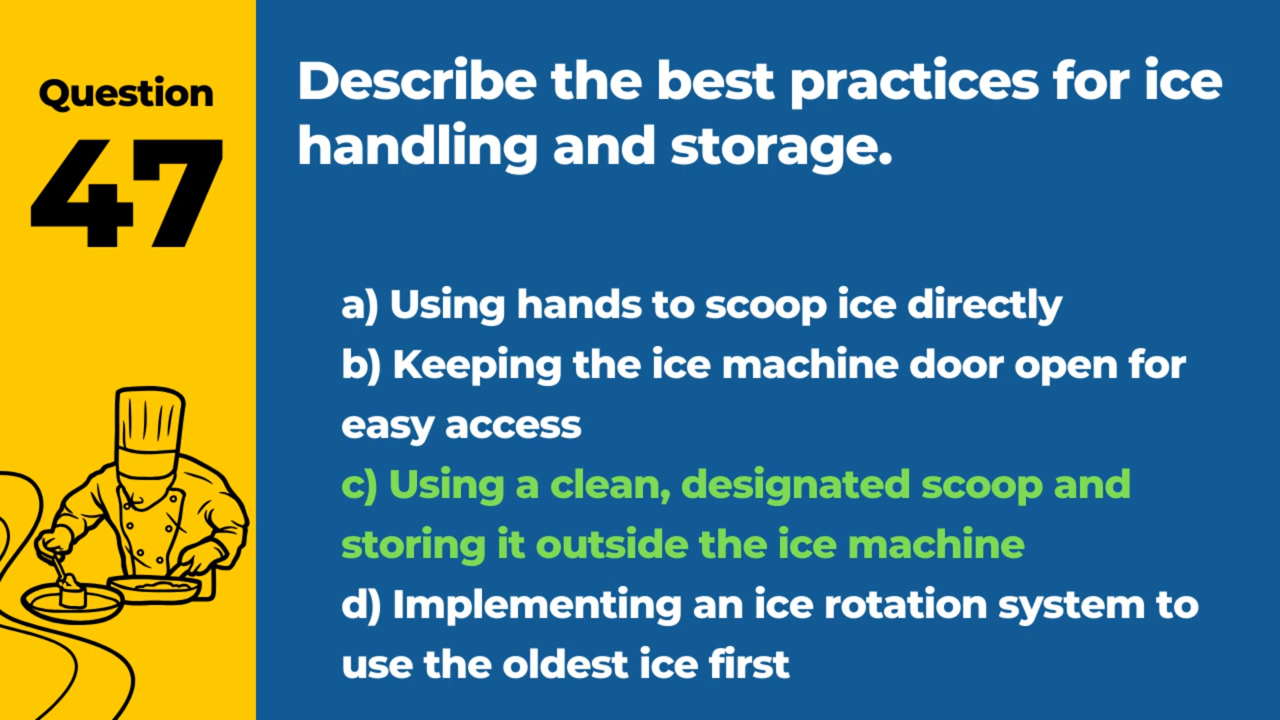 Question
47
Describe the best practices for ice
handling and storage.
a) Using hands to scoop ice directly
b) Keeping the ice machine door open for
easy access
c) Using a clean, designated scoop and
storing it outside the ice machine
d) Implementing an ice rotation system to
use the oldest ice first